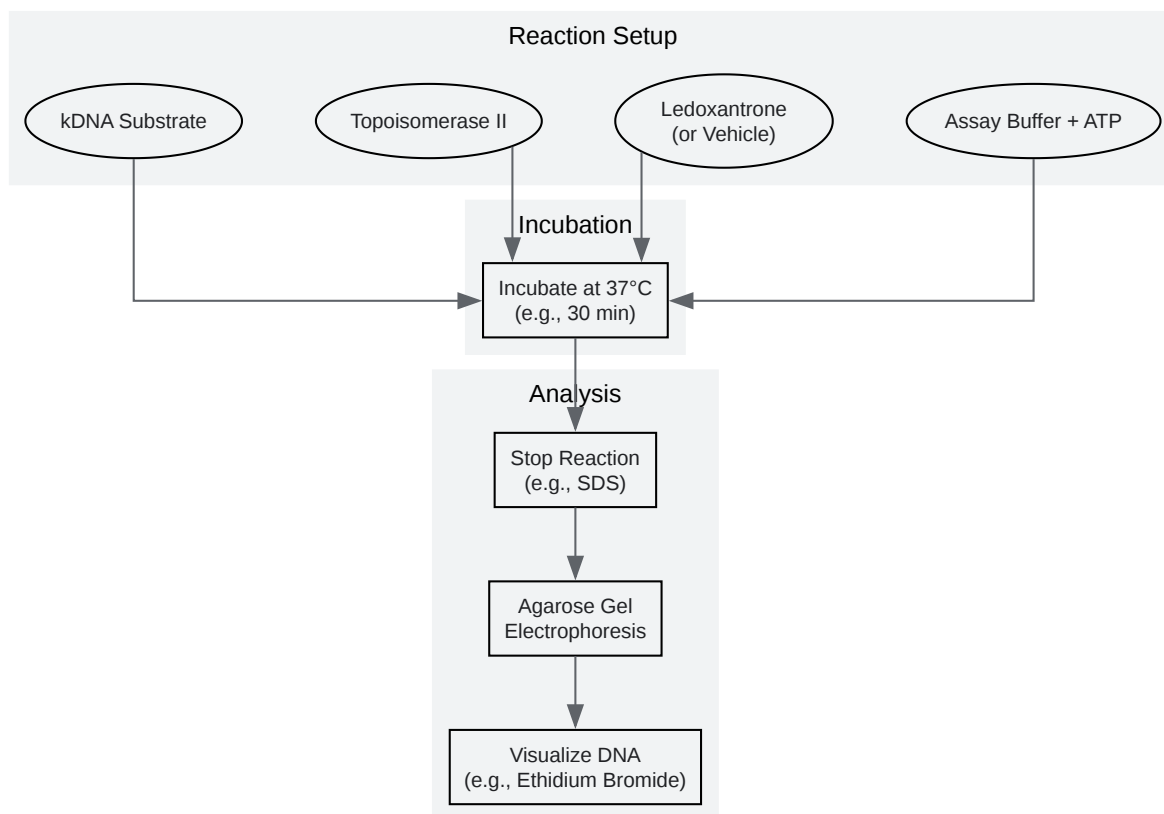 Reaction Setup
kDNA Substrate
Topoisomerase II
Ledoxantrone
(or Vehicle)
Assay Buffer + ATP
Incubation
Incubate at 37°C
(e.g., 30 min)
Analysis
Stop Reaction
(e.g., SDS)
Agarose Gel
Electrophoresis
Visualize DNA
(e.g., Ethidium Bromide)